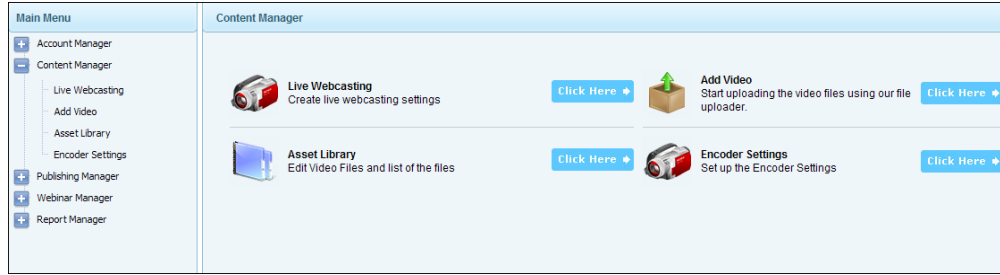 Main Menu
Account Manager
Content Manager
Live Webcasting
Add Video
Asset Library
Encoder Settings
Publishing Manager
Webinar Manager
Report Manager
Content Manager
Live Webcasting
Create live webcasting settings
Click Here
Add Video
Start uploading the video files using our file
uploader.
Click Here
Asset Library
Edit Video Files and list of the files
Click Here
Encoder Settings
Set up the Encoder Settings
Click Here